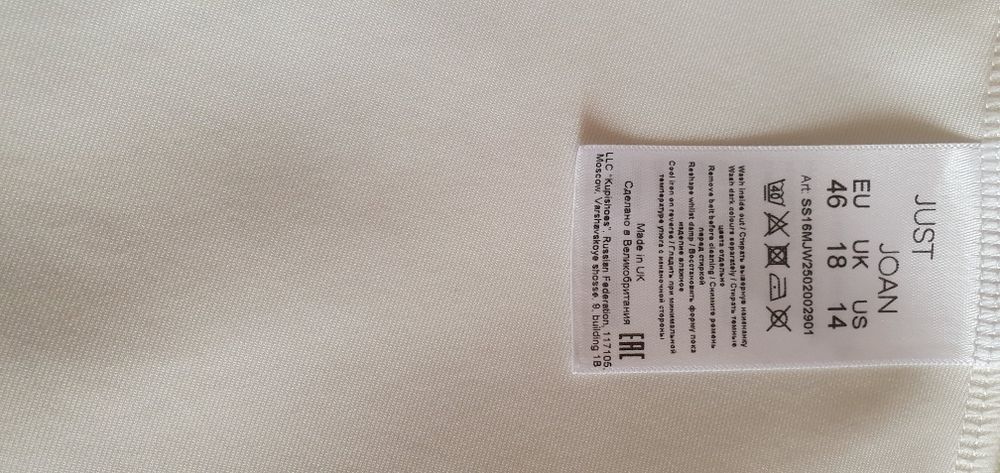 JUST
JOAN
EU UK US
46 18 14
Art: SS16MJW2502002901
40
Wash inside out / Стирать вывернув наизнанку
Wash dark colours separately / Стирать темные
цвета отдельно
Remove belt before cleaning / Снимите ремень
перед стиркой
Reshape whilst damp / Восстановить форму пока
изделие влажное
Cool iron on reverse / Гладить при минимальной
температуре утюга с изнаночной стороны
Made in UK
Сделано в Великобритания EAC
LLC "Kupishoes". Russian Federation, 117105,
Moscow, Varshavskoye shosse, 9, building 1B